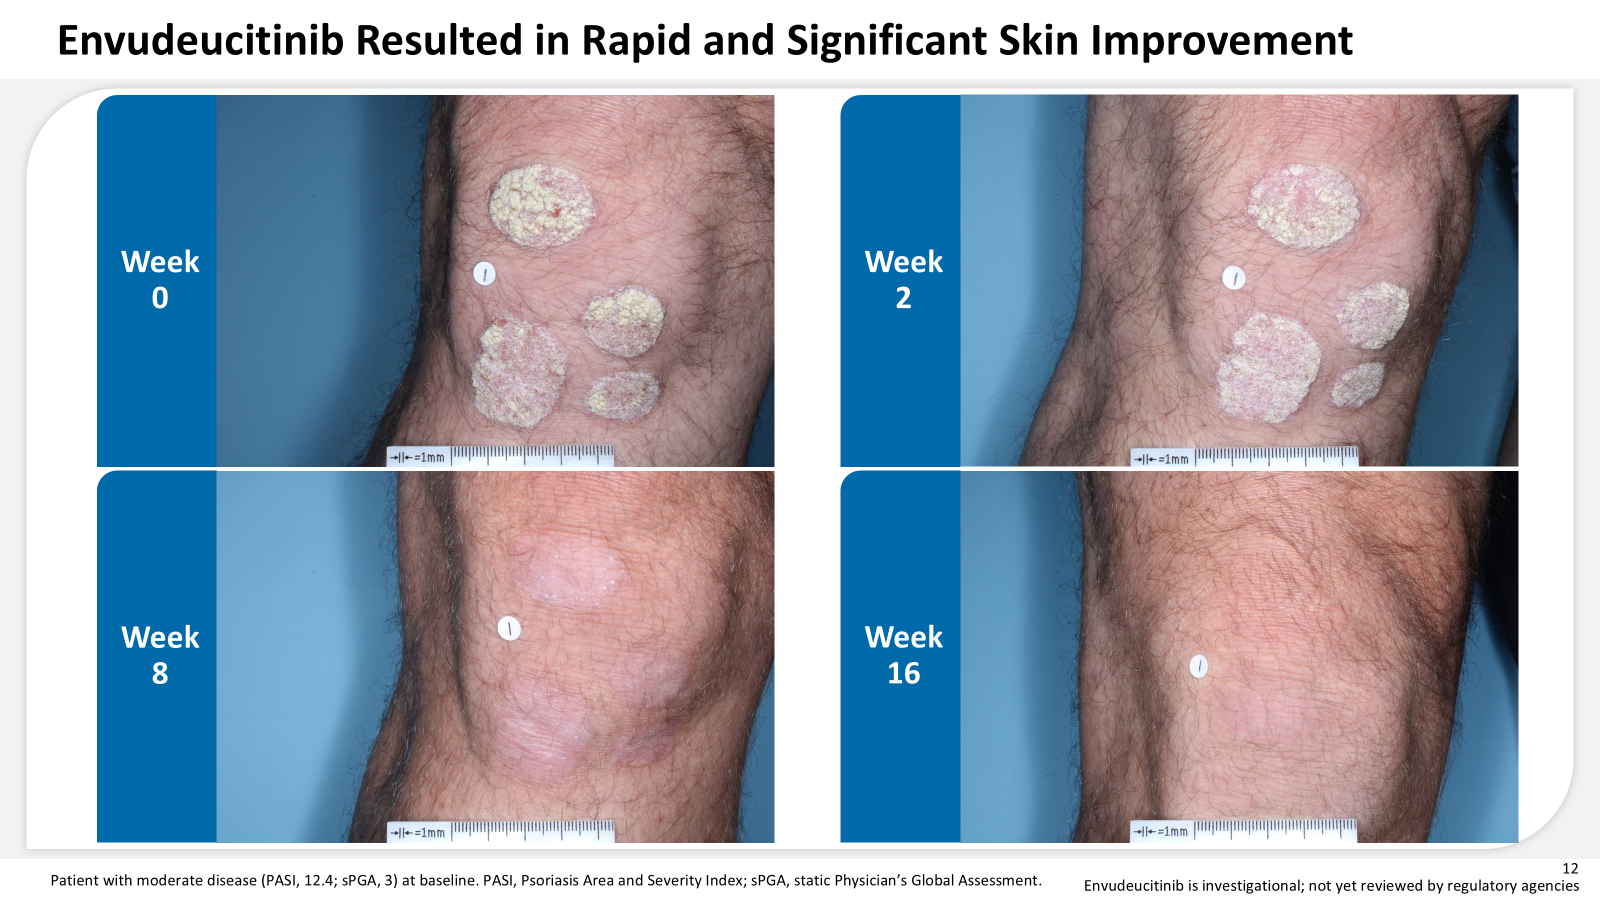 Envudeucitinib Resulted in Rapid and Significant Skin Improvement
Week
0
→||←=1mm
Week
2
→||←=1mm
Week
8
→||←=1mm
Week
16
→||←=1mm
Patient with moderate disease (PASI, 12.4; sPGA, 3) at baseline. PASI, Psoriasis Area and Severity Index; sPGA, static Physician's Global Assessment.
12
Envudeucitinib is investigational; not yet reviewed by regulatory agencies